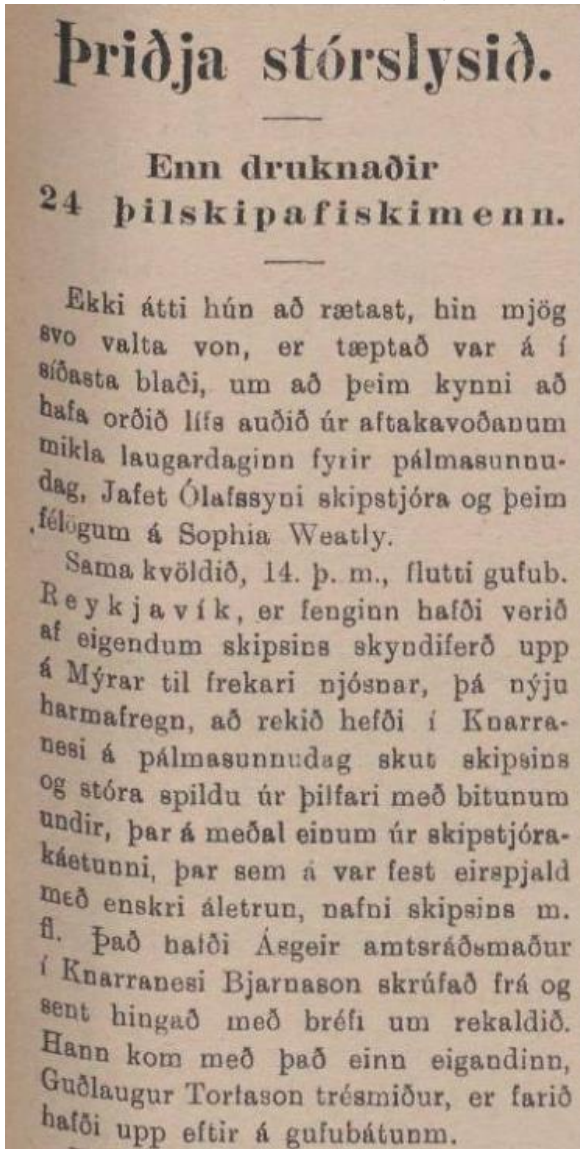 Þriðja stórslysið.
Enn druknaðir
24 þilskipafiskimenn.
Ekki átti hún að rætast, hin mjög
svo valta von, er tæptað var á í
síðasta blaði, um að þeim kynni að
hafa orðið lífs auðið úr aftakavoðanum
mikla laugardaginn fyrir pálmasunnu-
dag, Jafet Ólafssyni skipstjóra og þeim
félögum á Sophia Weatly.
Sama kvöldið, 14. þ. m., flutti gufub.
Reykjavík, er fenginn hafði verið
af eigendum skipsins skyndiferð upp
á Mýrar til frekari njósnar, þá nýju
harmafregn, að rekið hefði í Knarra-
nesi á pálmasunnudag skut skipsins
og stóra spildu úr þilfari með bitunum
undir, þar á meðal einum úr skipstjóra-
káetunni, þar sem á var fest eirspjald
með enskri áletrun, nafni skipsins m.
fl. Það hafði Ásgeir amtsráðsmaður
í Knarranesi Bjarnason skrúfað frá og
sent hingað með bréfi um rekaldið.
Hann kom með það einn eigandinn,
Guðlaugur Torfason trésmiður, er farið
hafði upp eftir á gufubátunm.